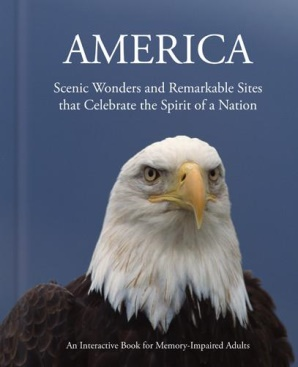 AMERICA
Scenic Wonders and Remarkable Sites
that Celebrate the Spirit of a Nation
An Interactive Book for Memory-Impaired Adults